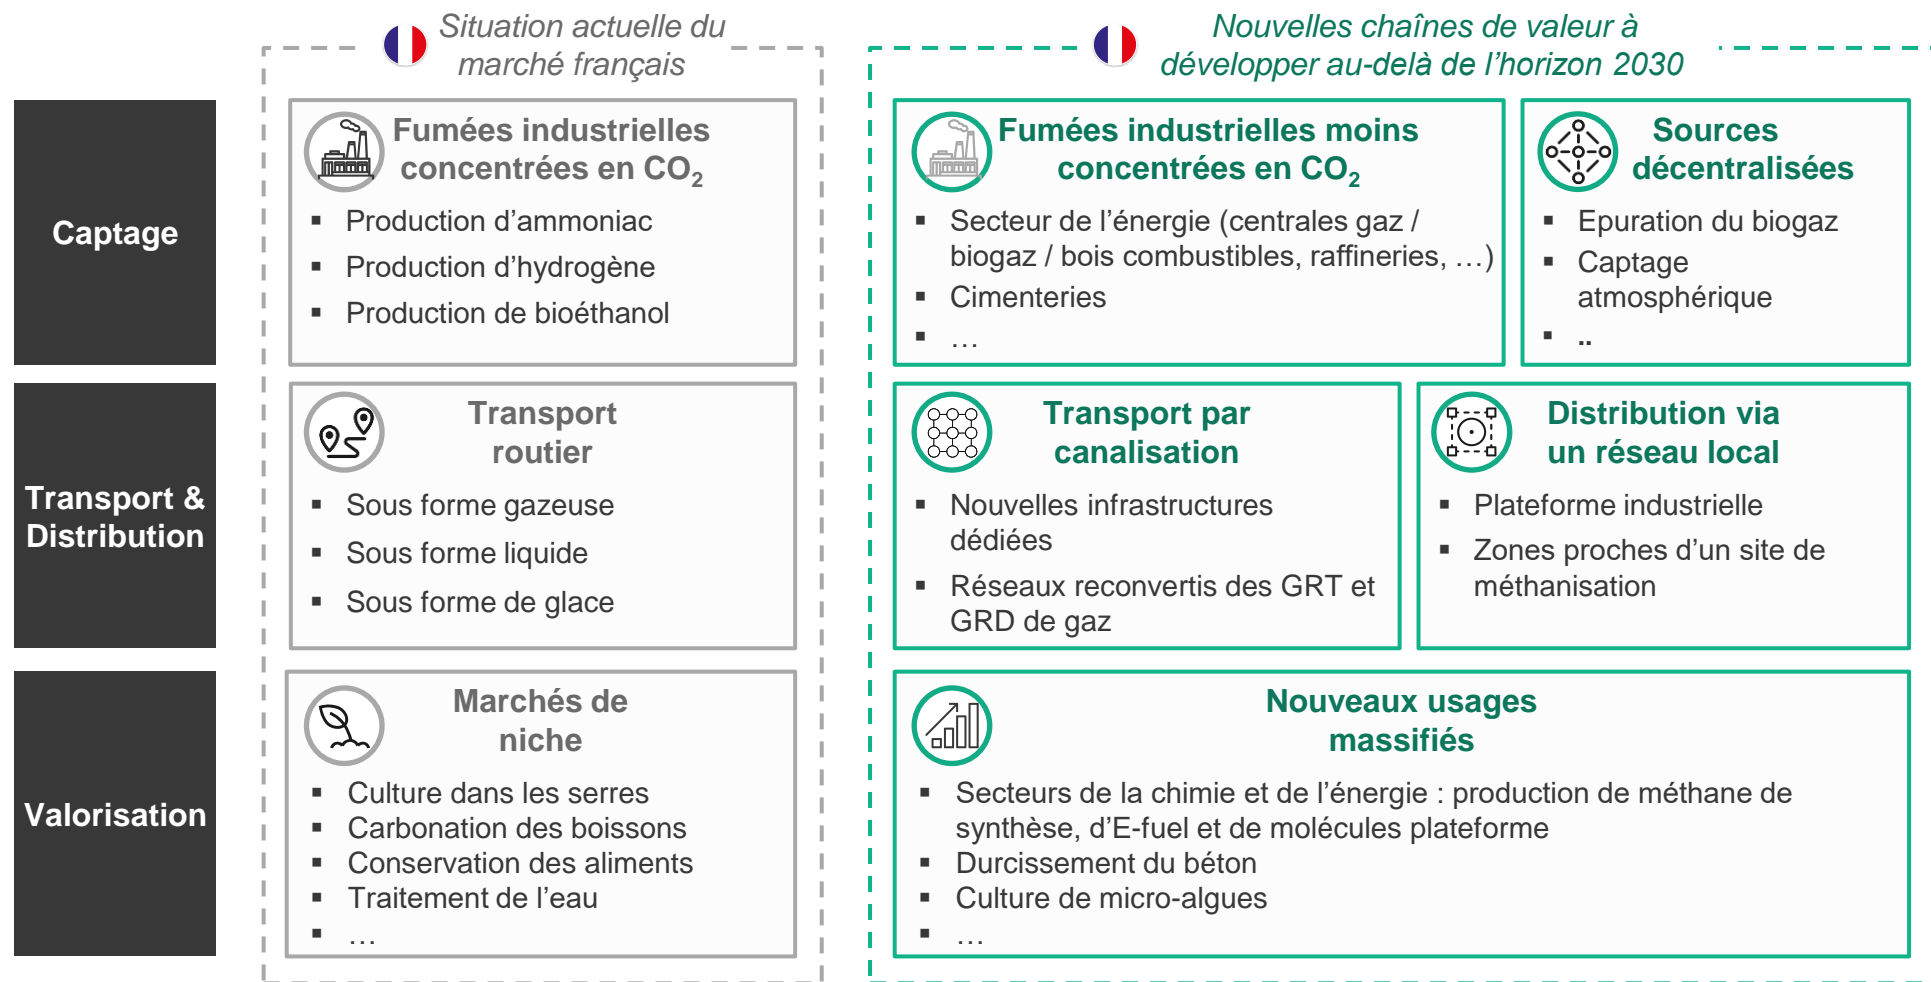 Situation actuelle du
marché français
Nouvelles chaînes de valeur à
développer au-delà de l’horizon 2030
Captage
Fumées industrielles
concentrées en CO₂
▪ Production d’ammoniac
▪ Production d’hydrogène
▪ Production de bioéthanol
Fumées industrielles moins
concentrées en CO₂
▪ Secteur de l’énergie (centrales gaz /
biogaz / bois combustibles, raffineries, …)
▪ Cimenteries
▪ …
Sources
décentralisées
▪ Epuration du biogaz
▪ Captage
atmosphérique
▪ ..
Transport &
Distribution
Transport
routier
▪ Sous forme gazeuse
▪ Sous forme liquide
▪ Sous forme de glace
Transport par
canalisation
▪ Nouvelles infrastructures
dédiées
▪ Réseaux reconvertis des GRT et
GRD de gaz
Distribution via
un réseau local
▪ Plateforme industrielle
▪ Zones proches d’un site de
méthanisation
Valorisation
Marchés de
niche
▪ Culture dans les serres
▪ Carbonation des boissons
▪ Conservation des aliments
▪ Traitement de l’eau
▪ …
Nouveaux usages
massifiés
▪ Secteurs de la chimie et de l’énergie : production de méthane de
synthèse, d’E-fuel et de molécules plateforme
▪ Durcissement du béton
▪ Culture de micro-algues
▪ …